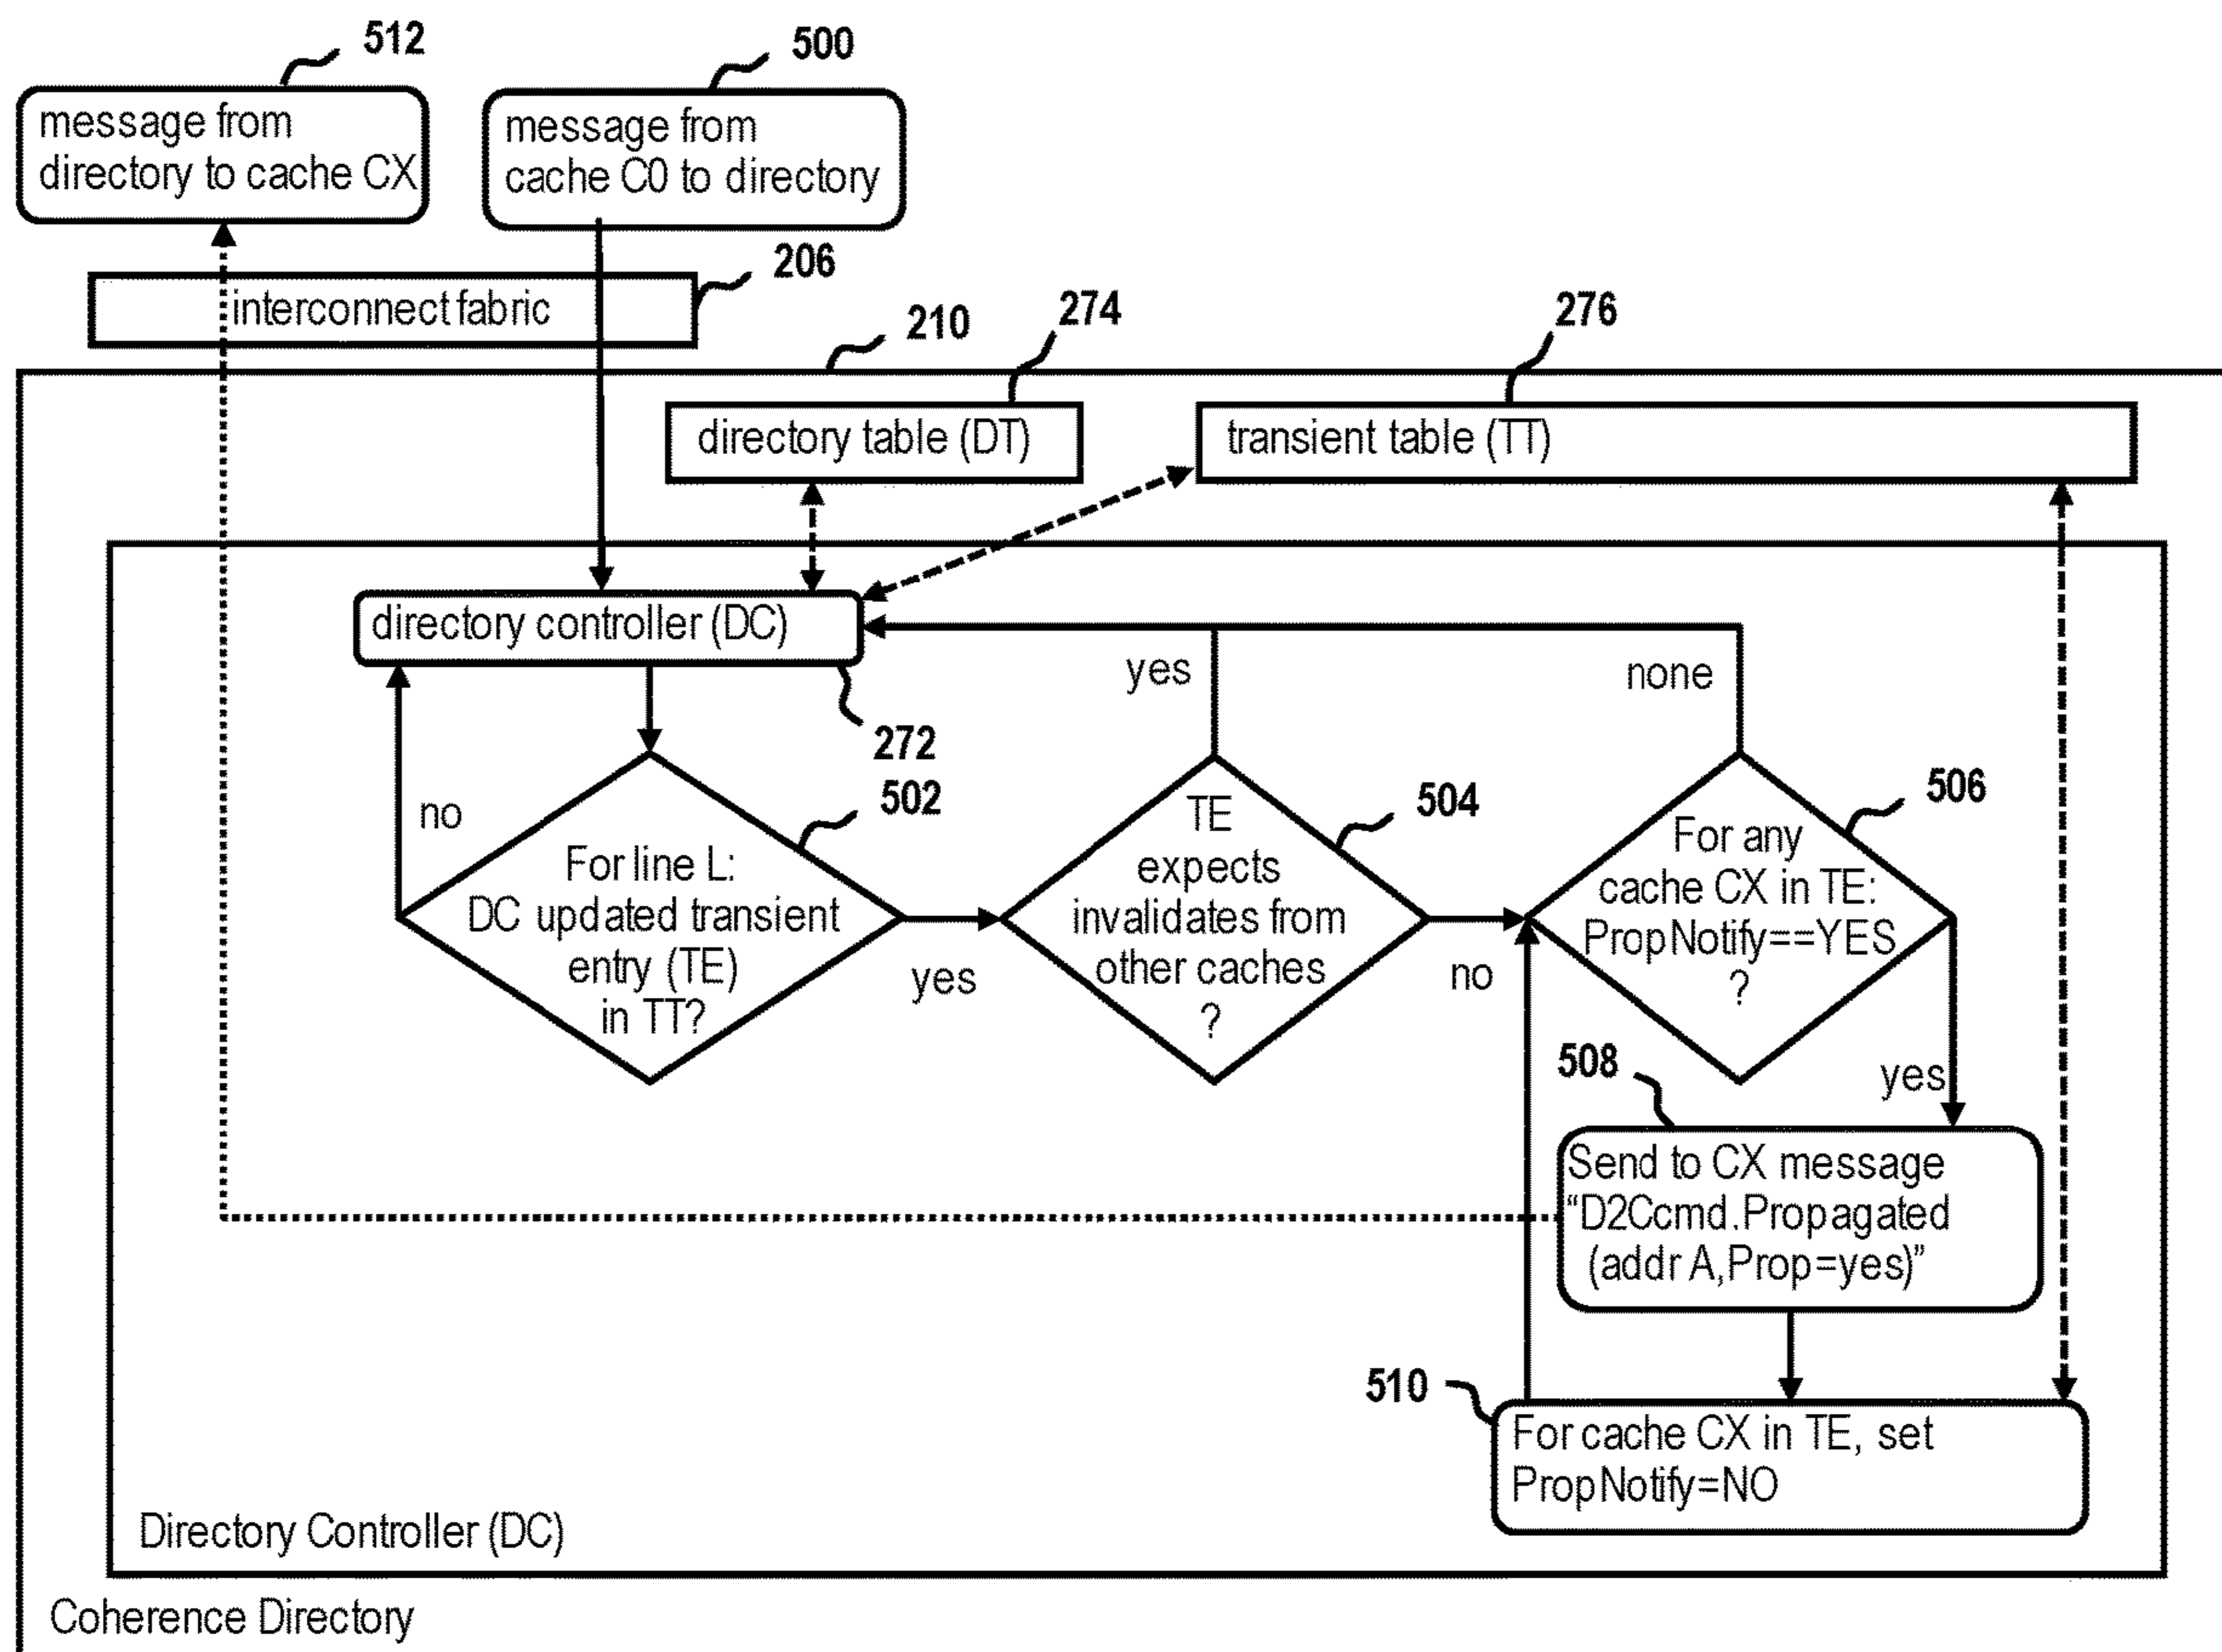 512
500
message from
directory to cache CX
message from
cache C0 to directory
206
interconnect fabric
210
274
276
directory table (DT)
transient table (TT)
directory controller (DC)
272
yes
none
no
502
For line L:
DC updated transient
entry (TE)
in TT?
yes
504
TE
expects
invalidates from
other caches
?
no
506
For any
cache CX in TE:
PropNotify==YES
?
yes
508
Send to CX message
“D2Ccmd.Propagated
(addr A,Prop=yes)”
510
For cache CX in TE, set
PropNotify=NO
Directory Controller (DC)
Coherence Directory